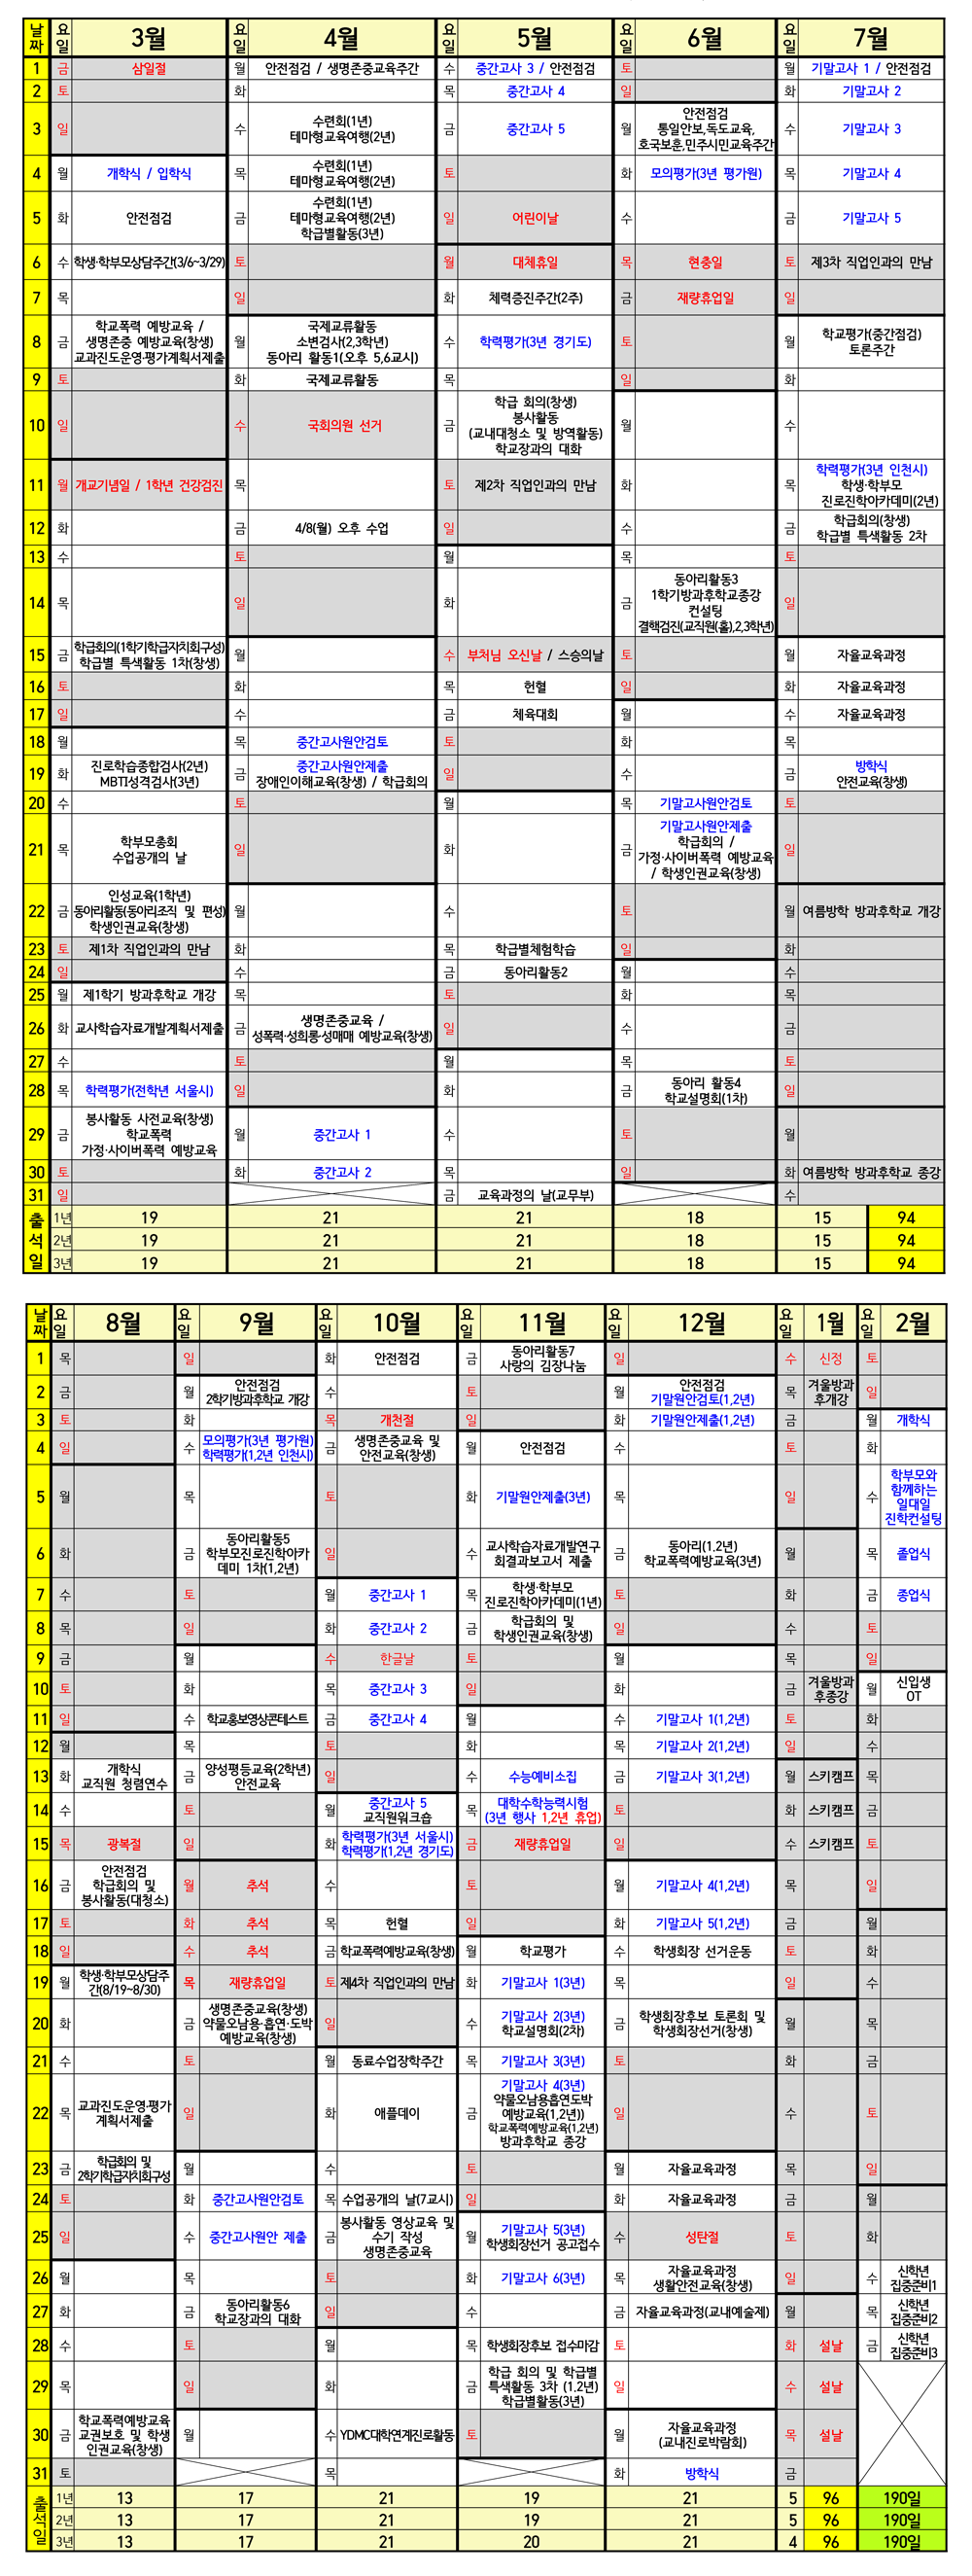 날짜 요일 3월 요일 4월 요일 5월 요일 6월 요일 7월
1 금 삼일절 월 안전점검 / 생명존중교육주간 수 중간고사 3 / 안전점검 토 월 기말고사 1 / 안전점검
2 토 화 목 중간고사 4 일 화 기말고사 2
3 일 수 수련회(1년)
테마형교육여행(2년) 금 중간고사 5 월 안전점검
통일안보,독도교육,
호국보훈,민주시민교육주간 수 기말고사 3
4 월 개학식 / 입학식 목 수련회(1년)
테마형교육여행(2년) 토 화 모의평가(3년 평가원) 목 기말고사 4
5 화 안전점검 금 수련회(1년)
테마형교육여행(2년)
학급별활동(3년) 일 어린이날 수 금 기말고사 5
6 수 학생·학부모상담주간(3/6~3/29) 토 월 대체휴일 목 현충일 토 제3차 직업인과의 만남
7 목 일 화 체력증진주간(2주) 금 재량휴업일 일
8 금 학교폭력 예방교육 /
생명존중 예방교육(창생)
교과진도운영·평가계획서제출 월 국제교류활동
소변검사(2,3학년)
동아리 활동1(오후 5,6교시) 수 학력평가(3년 경기도) 토 월 학교평가(중간점검)
토론주간
9 토 화 국제교류활동 목 일 화
10 일 수 국회의원 선거 금 학급 회의(창생)
봉사활동
(교내대청소 및 방역활동)
학교장과의 대화 월 수
11 월 개교기념일 / 1학년 건강검진 목 토 제2차 직업인과의 만남 화 목 학력평가(3년 인천시)
학생·학부모
진로진학아카데미(2년)
12 화 금 4/8(월) 오후 수업 일 수 금 학급회의(창생)
학급별 특색활동 2차
13 수 토 월 목 토
14 목 일 화 금 동아리활동3
1학기방과후학교종강
컨설팅
결핵검진(교직원(홀),2,3학년) 일
15 금 학급회의(1학기학급자치회구성)
학급별 특색활동 1차(창생) 월 수 부처님 오신날 / 스승의날 토 월 자율교육과정
16 토 화 목 헌혈 일 화 자율교육과정
17 일 수 금 체육대회 월 수 자율교육과정
18 월 목 중간고사원안검토 토 화 목
19 화 진로학습종합검사(2년)
MBTI성격검사(3년) 금 중간고사원안제출
장애인이해교육(창생) / 학급회의 일 수 금 방학식
안전교육(창생)
20 수 토 월 목 기말고사원안검토 토
21 목 학부모총회
수업공개의 날 일 화 금 기말고사원안제출
학급회의 /
가정·사이버폭력 예방교육
/ 학생인권교육(창생) 일
22 금 인성교육(1학년)
동아리활동(동아리조직 및 편성)
학생인권교육(창생) 월 수 토 월 여름방학 방과후학교 개강
23 토 제1차 직업인과의 만남 화 목 학급별체험학습 일 화
24 일 수 금 동아리활동2 월 수
25 월 제1학기 방과후학교 개강 목 토 화 목
26 화 교사학습자료개발계획서제출 금 생명존중교육 /
성폭력·성희롱·성매매 예방교육(창생) 일 수 금
27 수 토 월 목 토
28 목 학력평가(전학년 서울시) 일 화 금 동아리 활동4
학교설명회(1차) 일
29 금 봉사활동 사전교육(창생)
학교폭력
가정·사이버폭력 예방교육 월 중간고사 1 수 토 월
30 토 화 중간고사 2 목 일 화 여름방학 방과후학교 종강
31 일 금 교육과정의 날(교무부) 수
출석일 1년 19 21 21 18 15 94
2년 19 21 21 18 15 94
3년 19 21 21 18 15 94
날짜 요일 8월 요일 9월 요일 10월 요일 11월 요일 12월 요일 1월 요일 2월
1 목 일 화 안전점검 금 동아리활동7
사랑의 김장나눔 일 수 신정 토
2 금 월 안전점검
2학기방과후학교 개강 수 토 월 안전점검
기말원안검토(1,2년) 목 겨울방과
후개강 일
3 토 화 목 개천절 일 화 기말원안제출(1,2년) 금 월 개학식
4 일 수 모의평가(3년 평가원)
학력평가(1,2년 인천시) 금 생명존중교육 및
안전교육(창생) 월 안전점검 수 토 화
5 월 목 토 화 기말원안제출(3년) 목 일 수 학부모와
함께하는
일대일
진학컨설팅
6 화 금 동아리활동5
학부모진로진학아카
데미 1차(1,2년) 일 수 교사학습자료개발연구
회결과보고서 제출 금 동아리(1,2년)
학교폭력예방교육(3년) 월 목 졸업식
7 수 토 월 중간고사 1 목 학생·학부모
진로진학아카데미(1년) 토 화 금 종업식
8 목 일 화 중간고사 2 금 학급회의 및
학생인권교육(창생) 일 수 토
9 금 월 수 한글날 토 월 목 일
10 토 화 목 중간고사 3 일 화 금 겨울방과
후종강 월 신입생
OT
11 일 수 학교홍보영상콘테스트 금 중간고사 4 월 수 기말고사 1(1,2년) 토 화
12 월 목 토 화 목 기말고사 2(1,2년) 일 수
13 화 개학식
교직원 청렴연수 금 양성평등교육(2학년)
안전교육 일 수 수능예비소집 금 기말고사 3(1,2년) 월 스키캠프 목
14 수 토 월 중간고사 5
교직원워크숍 목 대학수학능력시험
(3년 행사 1,2년 휴업) 토 화 스키캠프 금
15 목 광복절 일 화 학력평가(3년 서울시)
학력평가(1,2년 경기도) 금 재량휴업일 일 수 스키캠프 토
16 금 안전점검
학급회의 및
봉사활동(대청소) 월 추석 수 토 월 기말고사 4(1,2년) 목 일
17 토 화 추석 목 헌혈 일 화 기말고사 5(1,2년) 금 월
18 일 수 추석 금 학교폭력예방교육(창생) 월 학교평가 수 학생회장 선거운동 토 화
19 월 학생·학부모상담주
간(8/19~8/30) 목 재량휴업일 토 제4차 직업인과의 만남 화 기말고사 1(3년) 목 일 수
20 화 금 생명존중교육(창생)
약물오남용·흡연·도박
예방교육(창생) 일 수 기말고사 2(3년)
학교설명회(2차) 금 학생회장후보 토론회 및
학생회장선거(창생) 월 목
21 수 토 월 동료수업장학주간 목 기말고사 3(3년) 토 화 금
22 목 교과진도운영·평가
계획서제출 일 화 애플데이 금 기말고사 4(3년)
약물오남용흡연도박
예방교육(1,2년))
학교폭력예방교육(1,2년)
방과후학교 종강 일 수 토
23 금 학급회의 및
2학기학급자치회구성 월 수 토 월 자율교육과정 목 일
24 토 화 중간고사원안검토 목 수업공개의 날(7교시) 일 화 자율교육과정 금 월
25 일 수 중간고사원안 제출 금 봉사활동 영상교육 및
수기 작성
생명존중교육 월 기말고사 5(3년)
학생회장선거 공고접수 수 성탄절 토 화
26 월 목 토 화 기말고사 6(3년) 목 자율교육과정
생활안전교육(창생) 일 수 신학년
집중준비1
27 화 금 동아리활동6
학교장과의 대화 일 수 금 자율교육과정(교내예술제) 월 목 신학년
집중준비2
28 수 토 월 목 학생회장후보 접수마감 토 화 설날 금 신학년
집중준비3
29 목 일 화 금 학급 회의 및 학급별
특색활동 3차 (1,2년)
학급별활동(3년) 일 수 설날
30 금 학교폭력예방교육
교권보호 및 학생
인권교육(창생) 월 수 YDMC대학연계진로활동 토 월 자율교육과정
(교내진로박람회) 목 설날
31 토 목 화 방학식 금
출석일 1년 13 17 21 19 21 5 96 190일
2년 13 17 21 19 21 5 96 190일
3년 13 17 21 20 21 4 96 190일